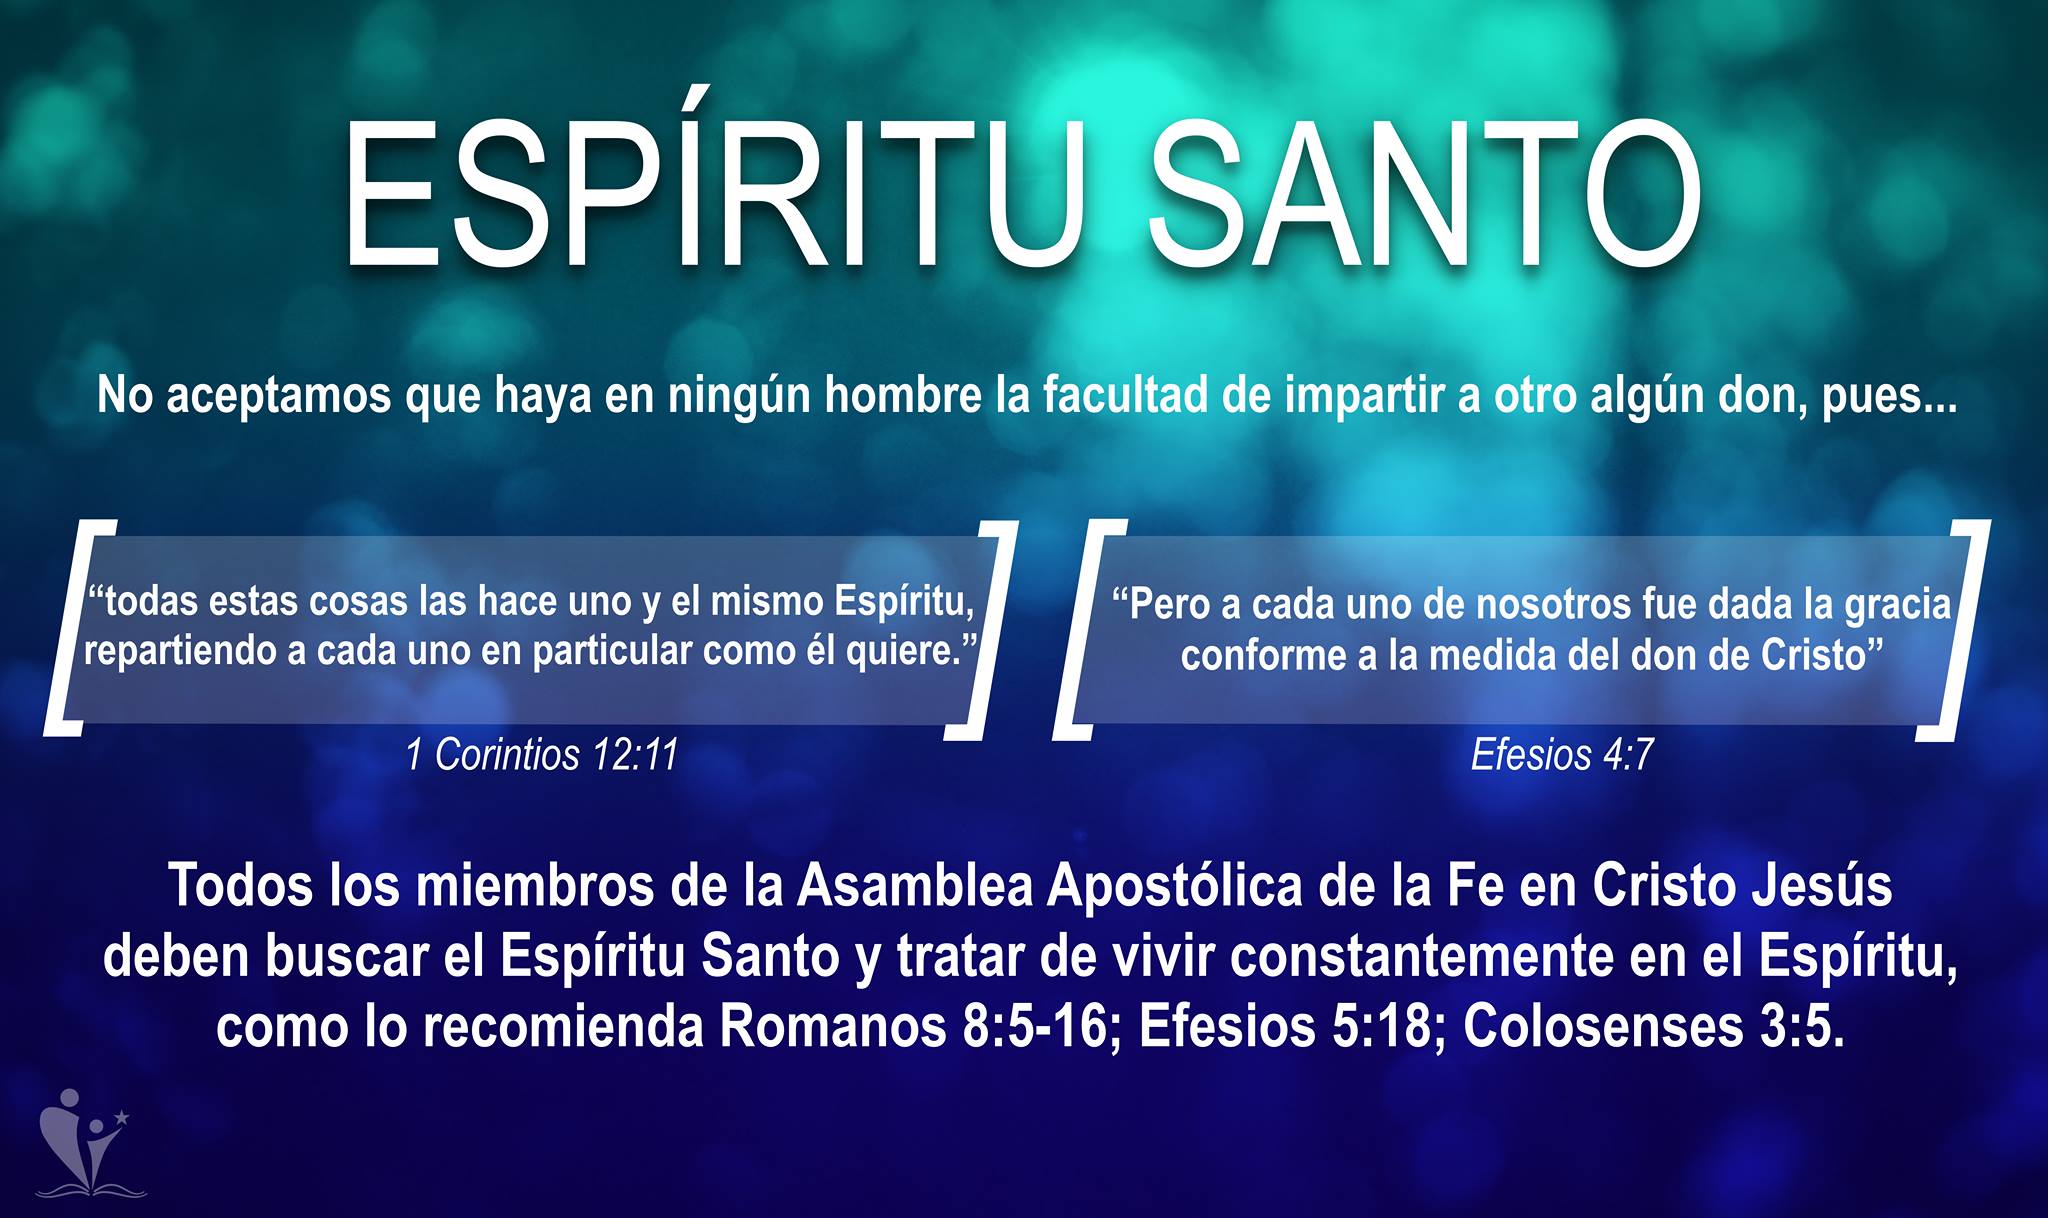 ESPÍRITU SANTO
No aceptamos que haya en ningún hombre la facultad de impartir a otro algún don, pues...
“todas estas cosas las hace uno y el mismo Espíritu,
repartiendo a cada uno en particular como él quiere.”
1 Corintios 12:11
“Pero a cada uno de nosotros fue dada la gracia
conforme a la medida del don de Cristo”
Efesios 4:7
Todos los miembros de la Asamblea Apostólica de la Fe en Cristo Jesús
deben buscar el Espíritu Santo y tratar de vivir constantemente en el Espíritu,
como lo recomienda Romanos 8:5-16; Efesios 5:18; Colosenses 3:5.